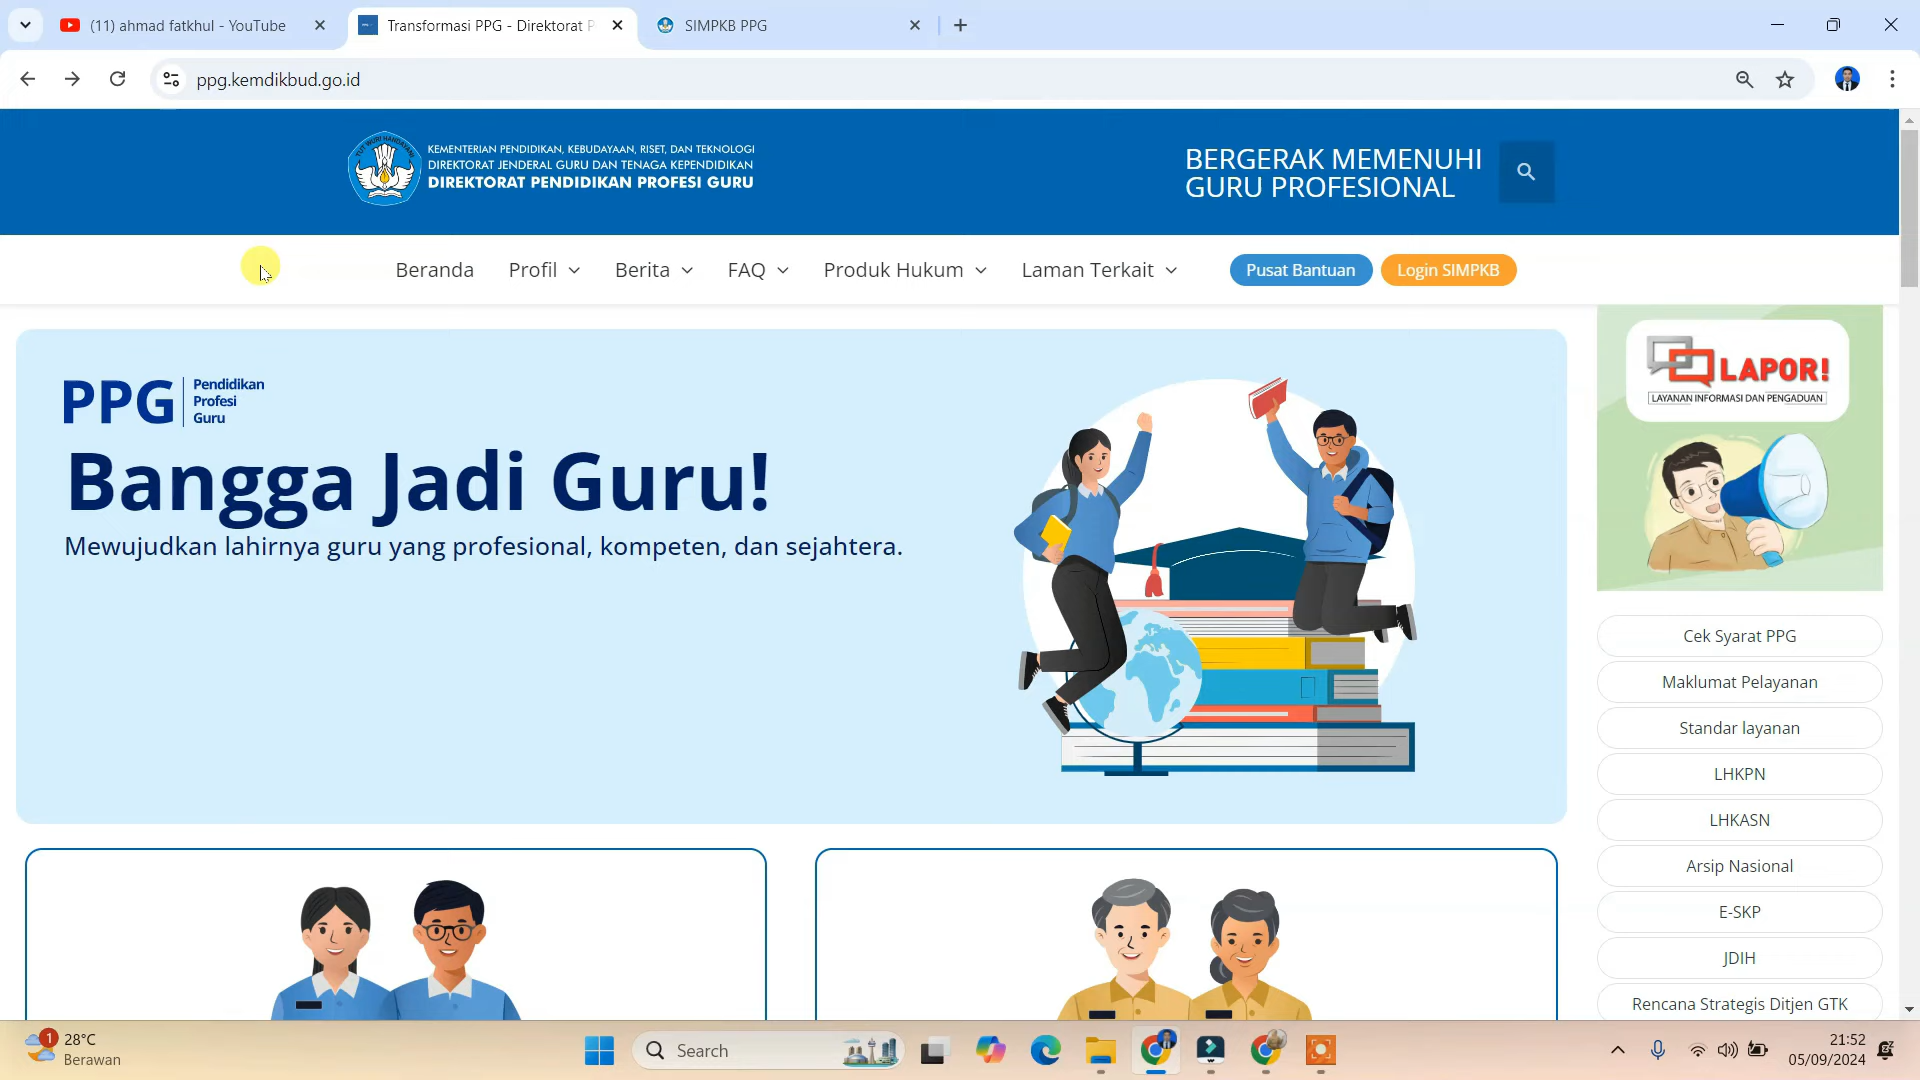 (11) ahmad fatkhul - YouTube
Transformasi PPG - Direktorat P
SIMPKB PPG
ppg.kemdikbud.go.id
KEMENTERIAN PENDIDIKAN, KEBUDAYAAN, RISET, DAN TEKNOLOGI
DIREKTORAT JENDERAL GURU DAN TENAGA KEPENDIDIKAN
DIREKTORAT PENDIDIKAN PROFESI GURU
BERGERAK MEMENUHI
GURU PROFESIONAL
Beranda
Profil
Berita
FAQ
Produk Hukum
Laman Terkait
Pusat Bantuan
Login SIMPKB
PPG
Pendidikan
Profesi
Guru
Bangga Jadi Guru!
Mewujudkan lahirnya guru yang profesional, kompeten, dan sejahtera.
LAPOR!
LAYANAN INFORMASI DAN PENGADUAN
Cek Syarat PPG
Maklumat Pelayanan
Standar layanan
LHKPN
LHKASN
Arsip Nasional
E-SKP
JDIH
Rencana Strategis Ditjen GTK
1
28°C
Berawan
Search
21:52
05/09/2024